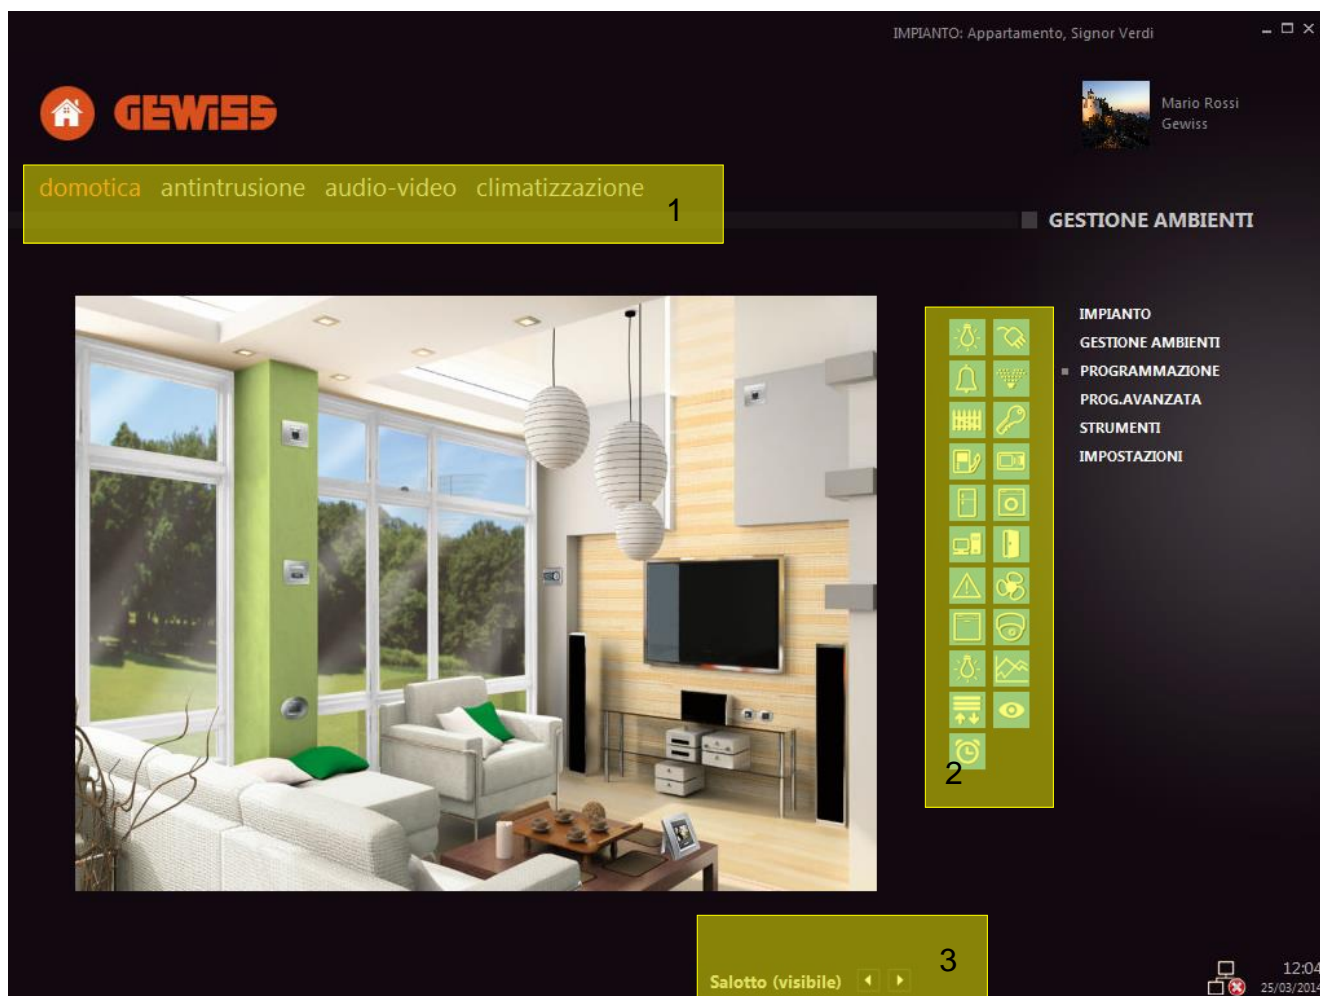 IMPIANTO: Appartamento, Signor Verdi
GEWISS
Mario Rossi
Gewiss
domotica antintrusione audio-video climatizzazione
1
GESTIONE AMBIENTI
IMPIANTO
GESTIONE AMBIENTI
PROGRAMMAZIONE
PROG.AVANZATA
STRUMENTI
IMPOSTAZIONI
2
3
Salotto (visibile)
12:04
25/03/2014